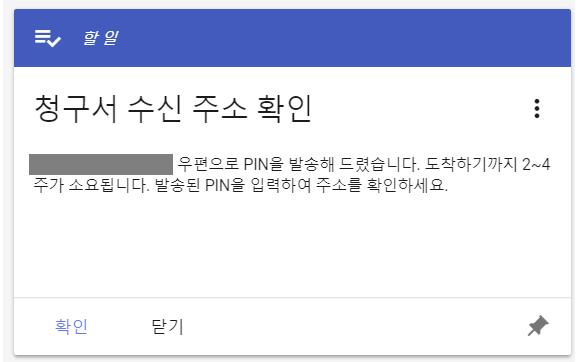 할 일
청구서 수신 주소 확인
우편으로 PIN을 발송해 드렸습니다. 도착하기까지 2~4
주가 소요됩니다. 발송된 PIN을 입력하여 주소를 확인하세요.
확인
닫기